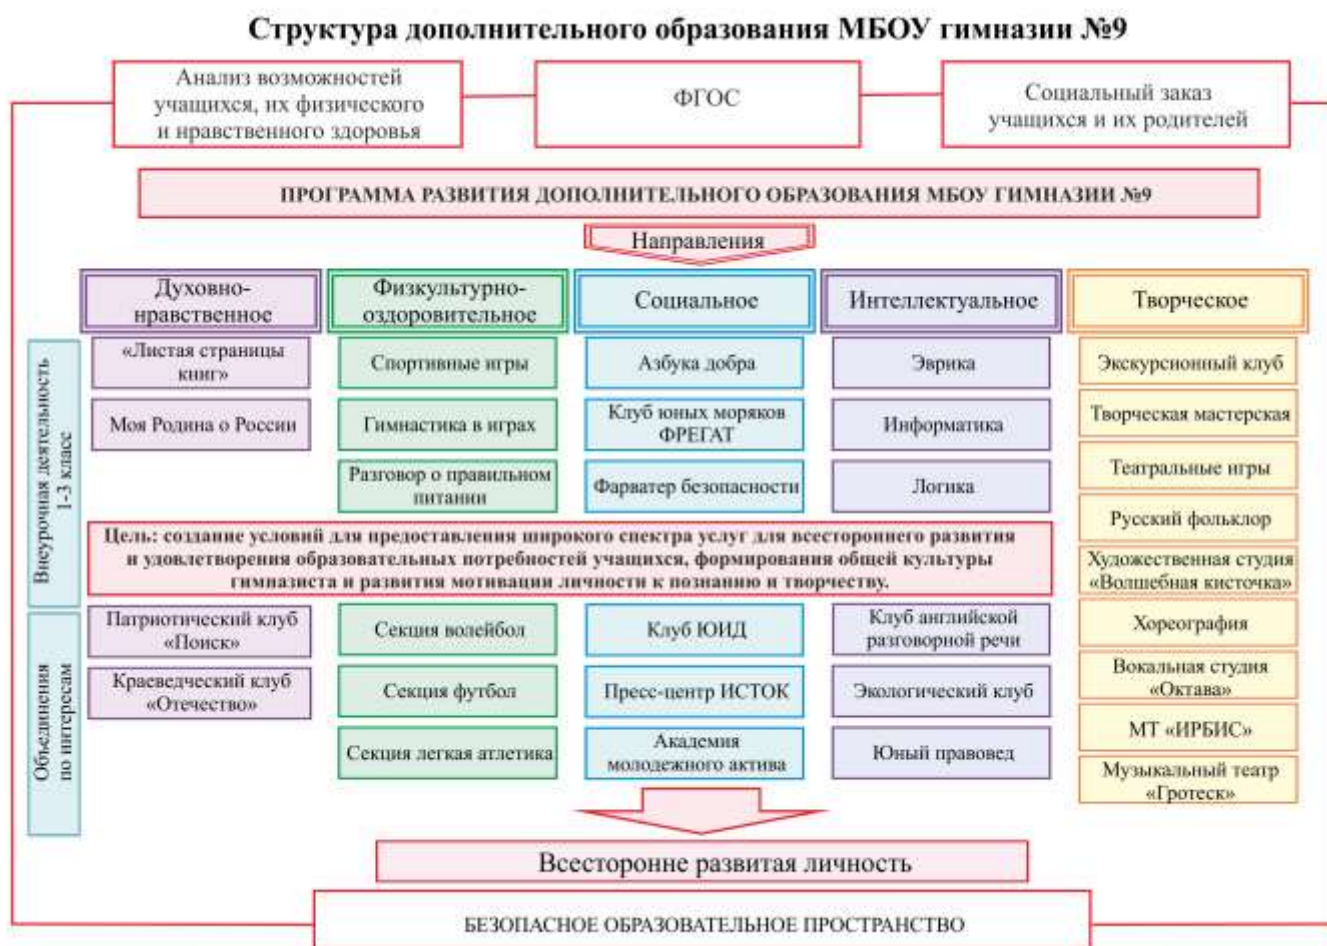 Структура дополнительного образования МБОУ гимназии №9
Анализ возможностей
учащихся, их физического
и нравственного здоровья
ФГОС
Социальный заказ
учащихся и их родителей
ПРОГРАММА РАЗВИТИЯ ДОПОЛНИТЕЛЬНОГО ОБРАЗОВАНИЯ МБОУ ГИМНАЗИИ №9
Направления
Духовно-
нравственное
Физкультурно-
оздоровительное
Социальное
Интеллектуальное
Творческое
Внеурочная деятельность
1-3 класс
«Листая страницы
книг»
Моя Родина о России
Спортивные игры
Гимнастика в играх
Разговор о правильном
питании
Азбука добра
Клуб юных моряков
ФРЕГАТ
Фарватер безопасности
Эврика
Информатика
Логика
Экскурсионный клуб
Творческая мастерская
Театральные игры
Русский фольклор
Художественная студия
«Волшебная кисточка»
Цель: создание условий для предоставления широкого спектра услуг для всестороннего развития
и удовлетворения образовательных потребностей учащихся, формирования общей культуры
гимназиста и развития мотивации личности к познанию и творчеству.
Объединения
по интересам
Патриотический клуб
«Поиск»
Краеведческий клуб
«Отечество»
Секция волейбол
Секция футбол
Секция легкая атлетика
Клуб ЮИД
Пресс-центр ИСТОК
Академия
молодежного актива
Клуб английской
разговорной речи
Экологический клуб
Юный правовед
Хореография
Вокальная студия
«Октава»
МТ «ИРБИС»
Музыкальный театр
«Гротеск»
Всесторонне развитая личность
БЕЗОПАСНОЕ ОБРАЗОВАТЕЛЬНОЕ ПРОСТРАНСТВО